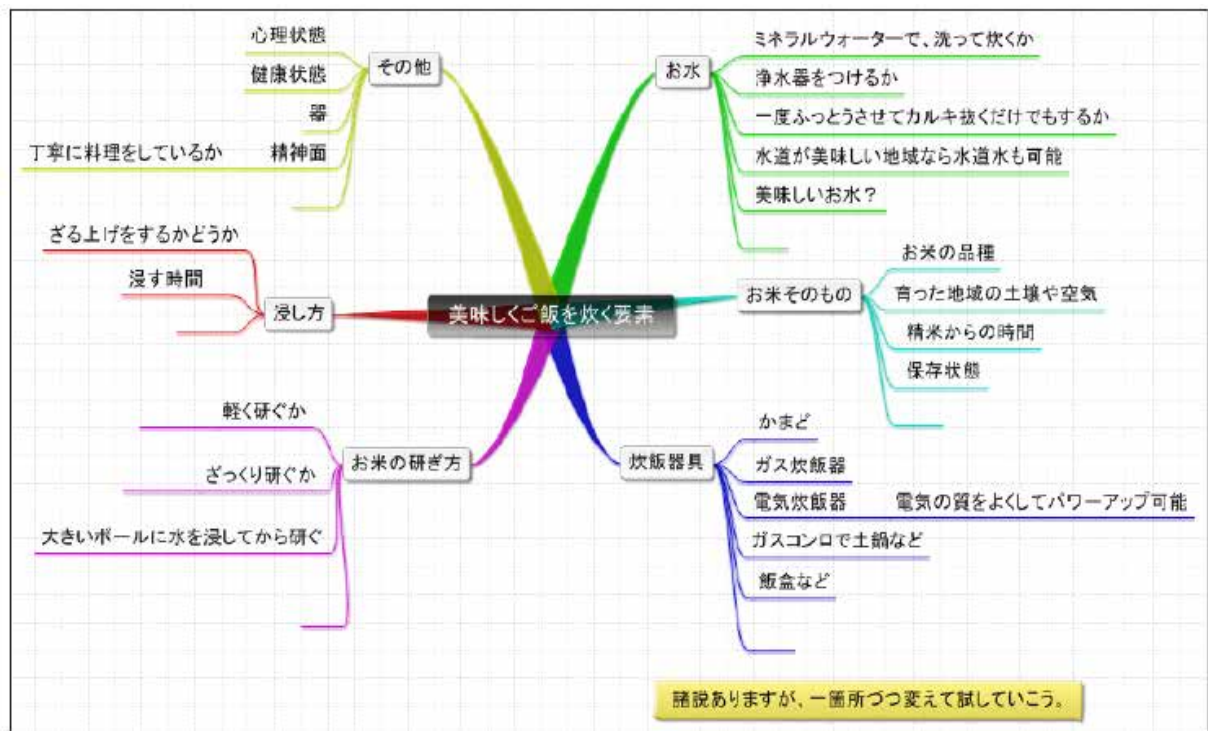 美味しくご飯を炊く要素
お水
ミネラルウォーターで、洗って炊くか
浄水器をつけるか
一度ふっとうさせてカルキ抜くだけでもするか
水道が美味しい地域なら水道水も可能
美味しいお水？
お米そのもの
お米の品種
育った地域の土壌や空気
精米からの時間
保存状態
炊飯器具
かまど
ガス炊飯器
電気炊飯器 電気の質をよくしてパワーアップ可能
ガスコンロで土鍋など
飯盒など
お米の研ぎ方
軽く研ぐか
ざっくり研ぐか
大きいボールに水を浸してから研ぐ
浸し方
ざる上げをするかどうか
浸す時間
その他
心理状態
健康状態
器
丁寧に料理をしているか 精神面
諸説ありますが、一箇所づつ変えて試していこう。